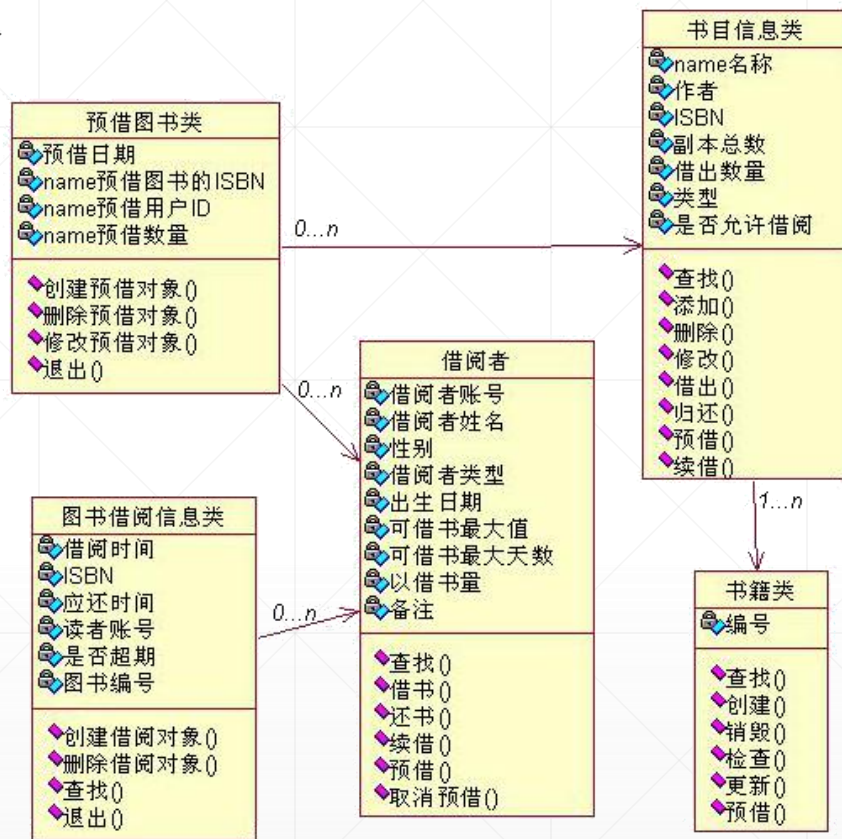 书目信息类
name名称
作者
ISBN
副本总数
借出数量
类型
是否允许借阅
查找()
添加()
删除()
修改()
借出()
归还()
预借()
续借()
预借图书类
预借日期
name预借图书的ISBN
name预借用户ID
name预借数量
创建预借对象()
删除预借对象()
修改预借对象()
退出()
0...n
0...n
借阅者
借阅者账号
借阅者姓名
性别
借阅者类型
出生日期
可借书最大值
可借书最大天数
以借书量
备注
查找()
借书()
还书()
续借()
预借()
取消预借()
图书借阅信息类
借阅时间
ISBN
应还时间
读者账号
是否超期
图书编号
创建借阅对象()
删除借阅对象()
查找()
退出()
0...n
1...n
书籍类
编号
查找()
创建()
销毁()
检查()
更新()
预借()